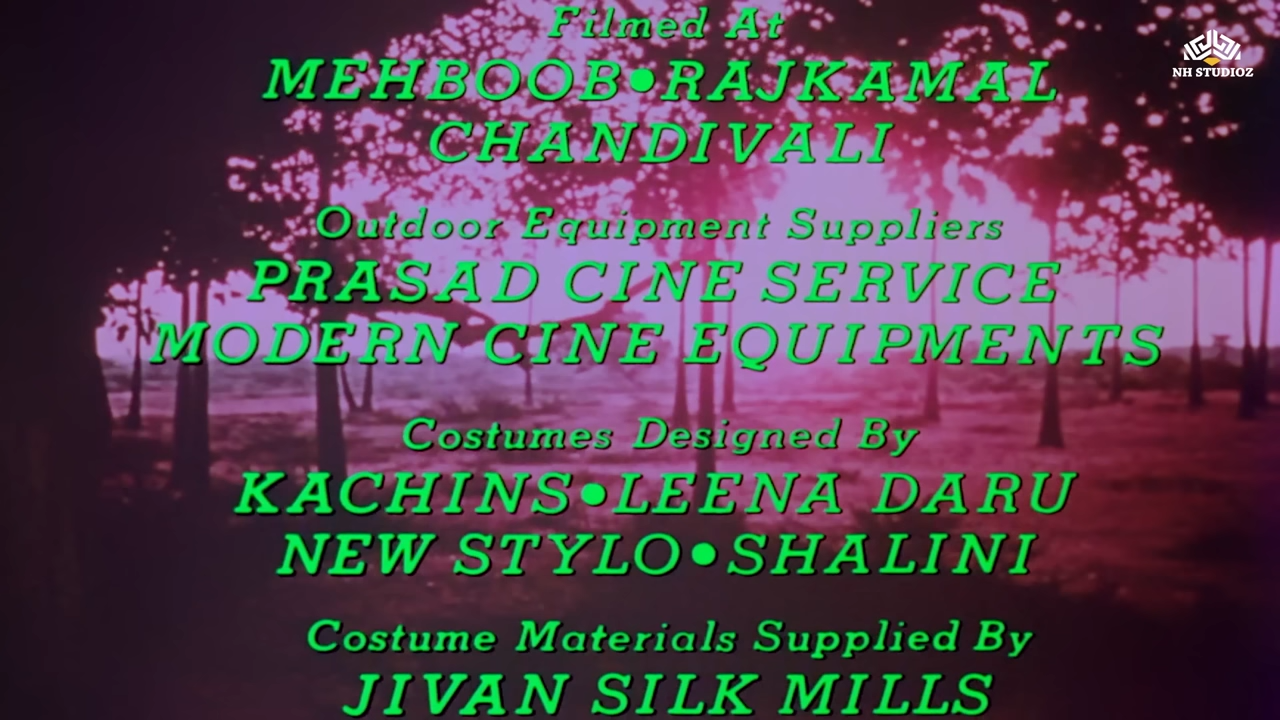 Filmed At
MEHBOOB•RAJKAMAL
CHANDIVALI
NH STUDIOZ
Outdoor Equipment Suppliers
PRASAD CINE SERVICE
MODERN CINE EQUIPMENTS
Costumes Designed By
KACHINS•LEENA DARU
NEW STYLO•SHALINI
Costume Materials Supplied By
JIVAN SILK MILLS